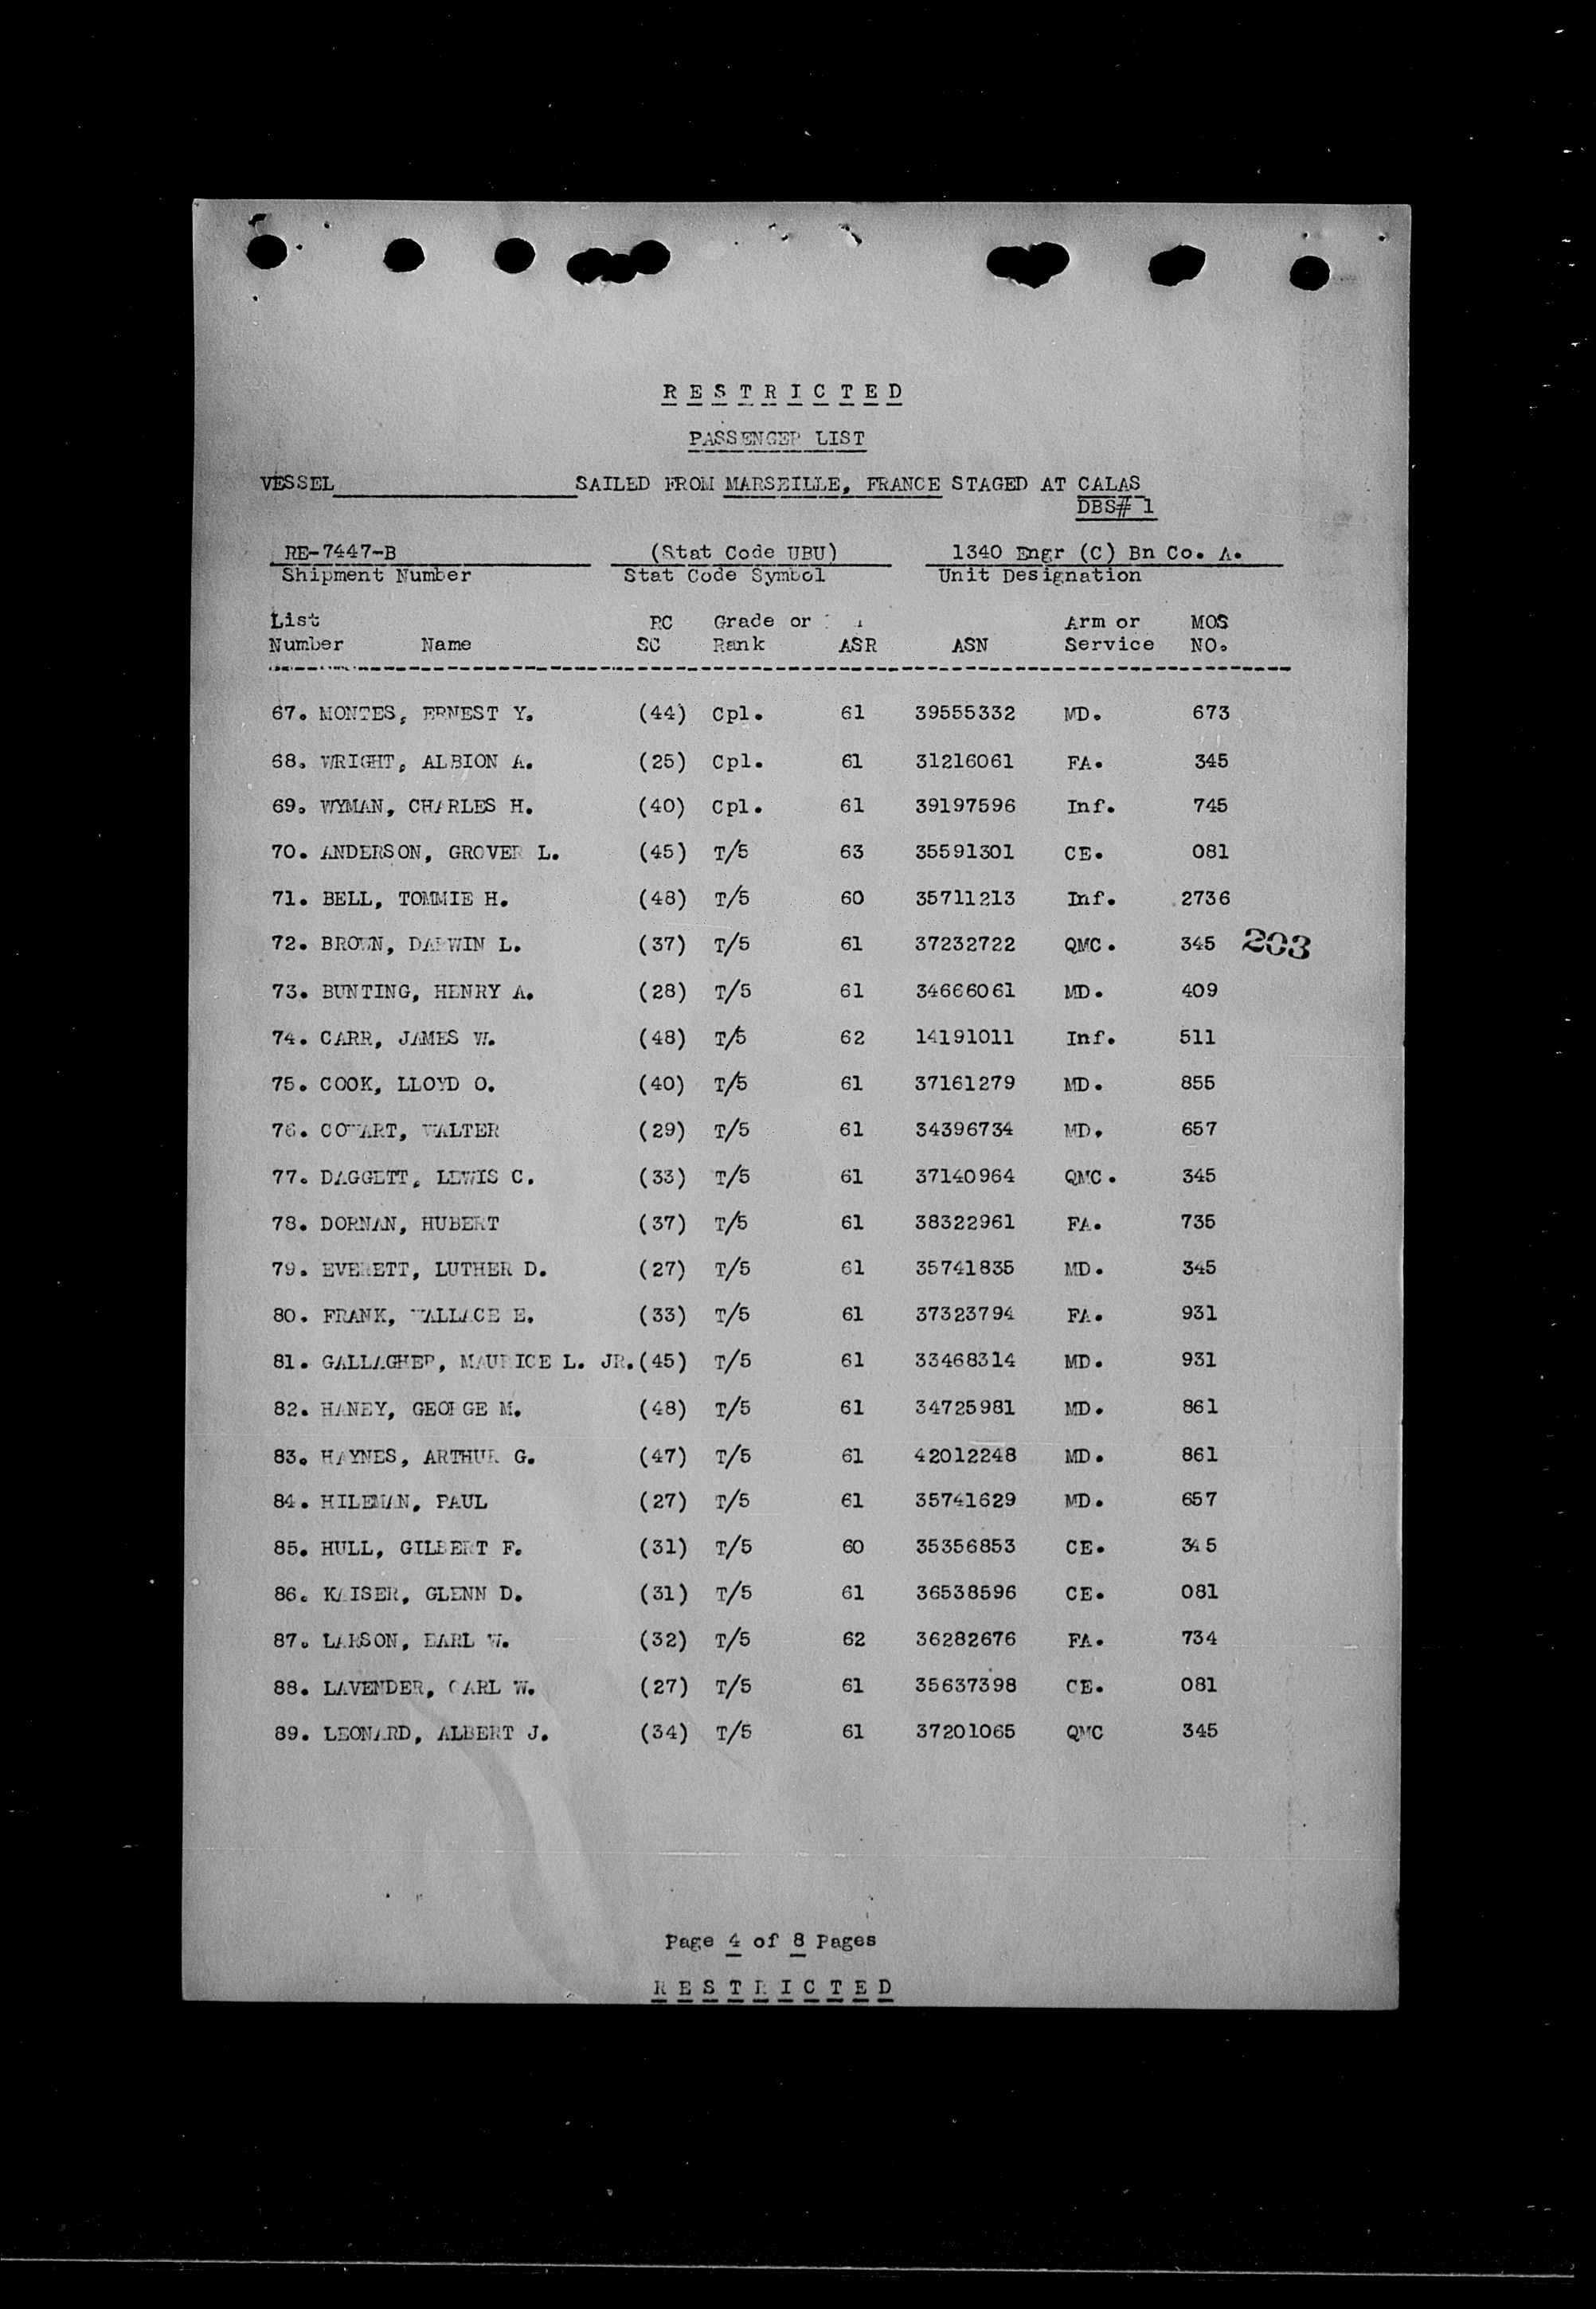 RESTRICTED
PASSENGER LIST
VESSEL SAILED FROM MARSEILLE, FRANCE STAGED AT CALAS
DBS# 1
RE-7447-B (Stat Code UBU) 1340 Engr (C) Bn Co. A.
Shipment Number Stat Code Symbol Unit Designation
List RC Grade or Arm or MOS
Number Name SC Rank ASR ASN Service NO.
67. MONTES, ERNEST Y. (44) Cpl. 61 39555332 MD. 673
68. WRIGHT, ALBION A. (25) Cpl. 61 31216061 FA. 345
69. WYMAN, CHARLES H. (40) Cpl. 61 39197596 Inf. 745
70. ANDERSON, GROVER L. (45) T/5 63 35591301 CE. 081
71. BELL, TOMMIE H. (48) T/5 60 35711213 Inf. 2736
72. BROWN, DARWIN L. (37) T/5 61 37232722 QMC. 345 203
73. BUNTING, HENRY A. (28) T/5 61 34666061 MD. 409
74. CARR, JAMES W. (48) T/5 62 14191011 Inf. 511
75. COOK, LLOYD O. (40) T/5 61 37161279 MD. 855
76. COWART, WALTER (29) T/5 61 34396734 MD. 657
77. DAGGETT, LEWIS C. (33) T/5 61 37140964 QMC. 345
78. DORNAN, HUBERT (37) T/5 61 38322961 FA. 735
79. EVERETT, LUTHER D. (27) T/5 61 35741835 MD. 345
80. FRANK, WALLACE E. (33) T/5 61 37323794 FA. 931
81. GALLAGHER, MAURICE L. JR. (45) T/5 61 33468314 MD. 931
82. HANEY, GEORGE M. (48) T/5 61 34725981 MD. 861
83. HAYNES, ARTHUR G. (47) T/5 61 42012248 MD. 861
84. HILEMAN, PAUL (27) T/5 61 35741629 MD. 657
85. HULL, GILBERT F. (31) T/5 60 35356853 CE. 345
86. KAISER, GLENN D. (31) T/5 61 36538596 CE. 081
87. LARSON, EARL W. (32) T/5 62 36282676 FA. 734
88. LAVENDER, CARL W. (27) T/5 61 35637398 CE. 081
89. LEONARD, ALBERT J. (34) T/5 61 37201065 QMC 345
Page 4 of 8 Pages
RESTRICTED